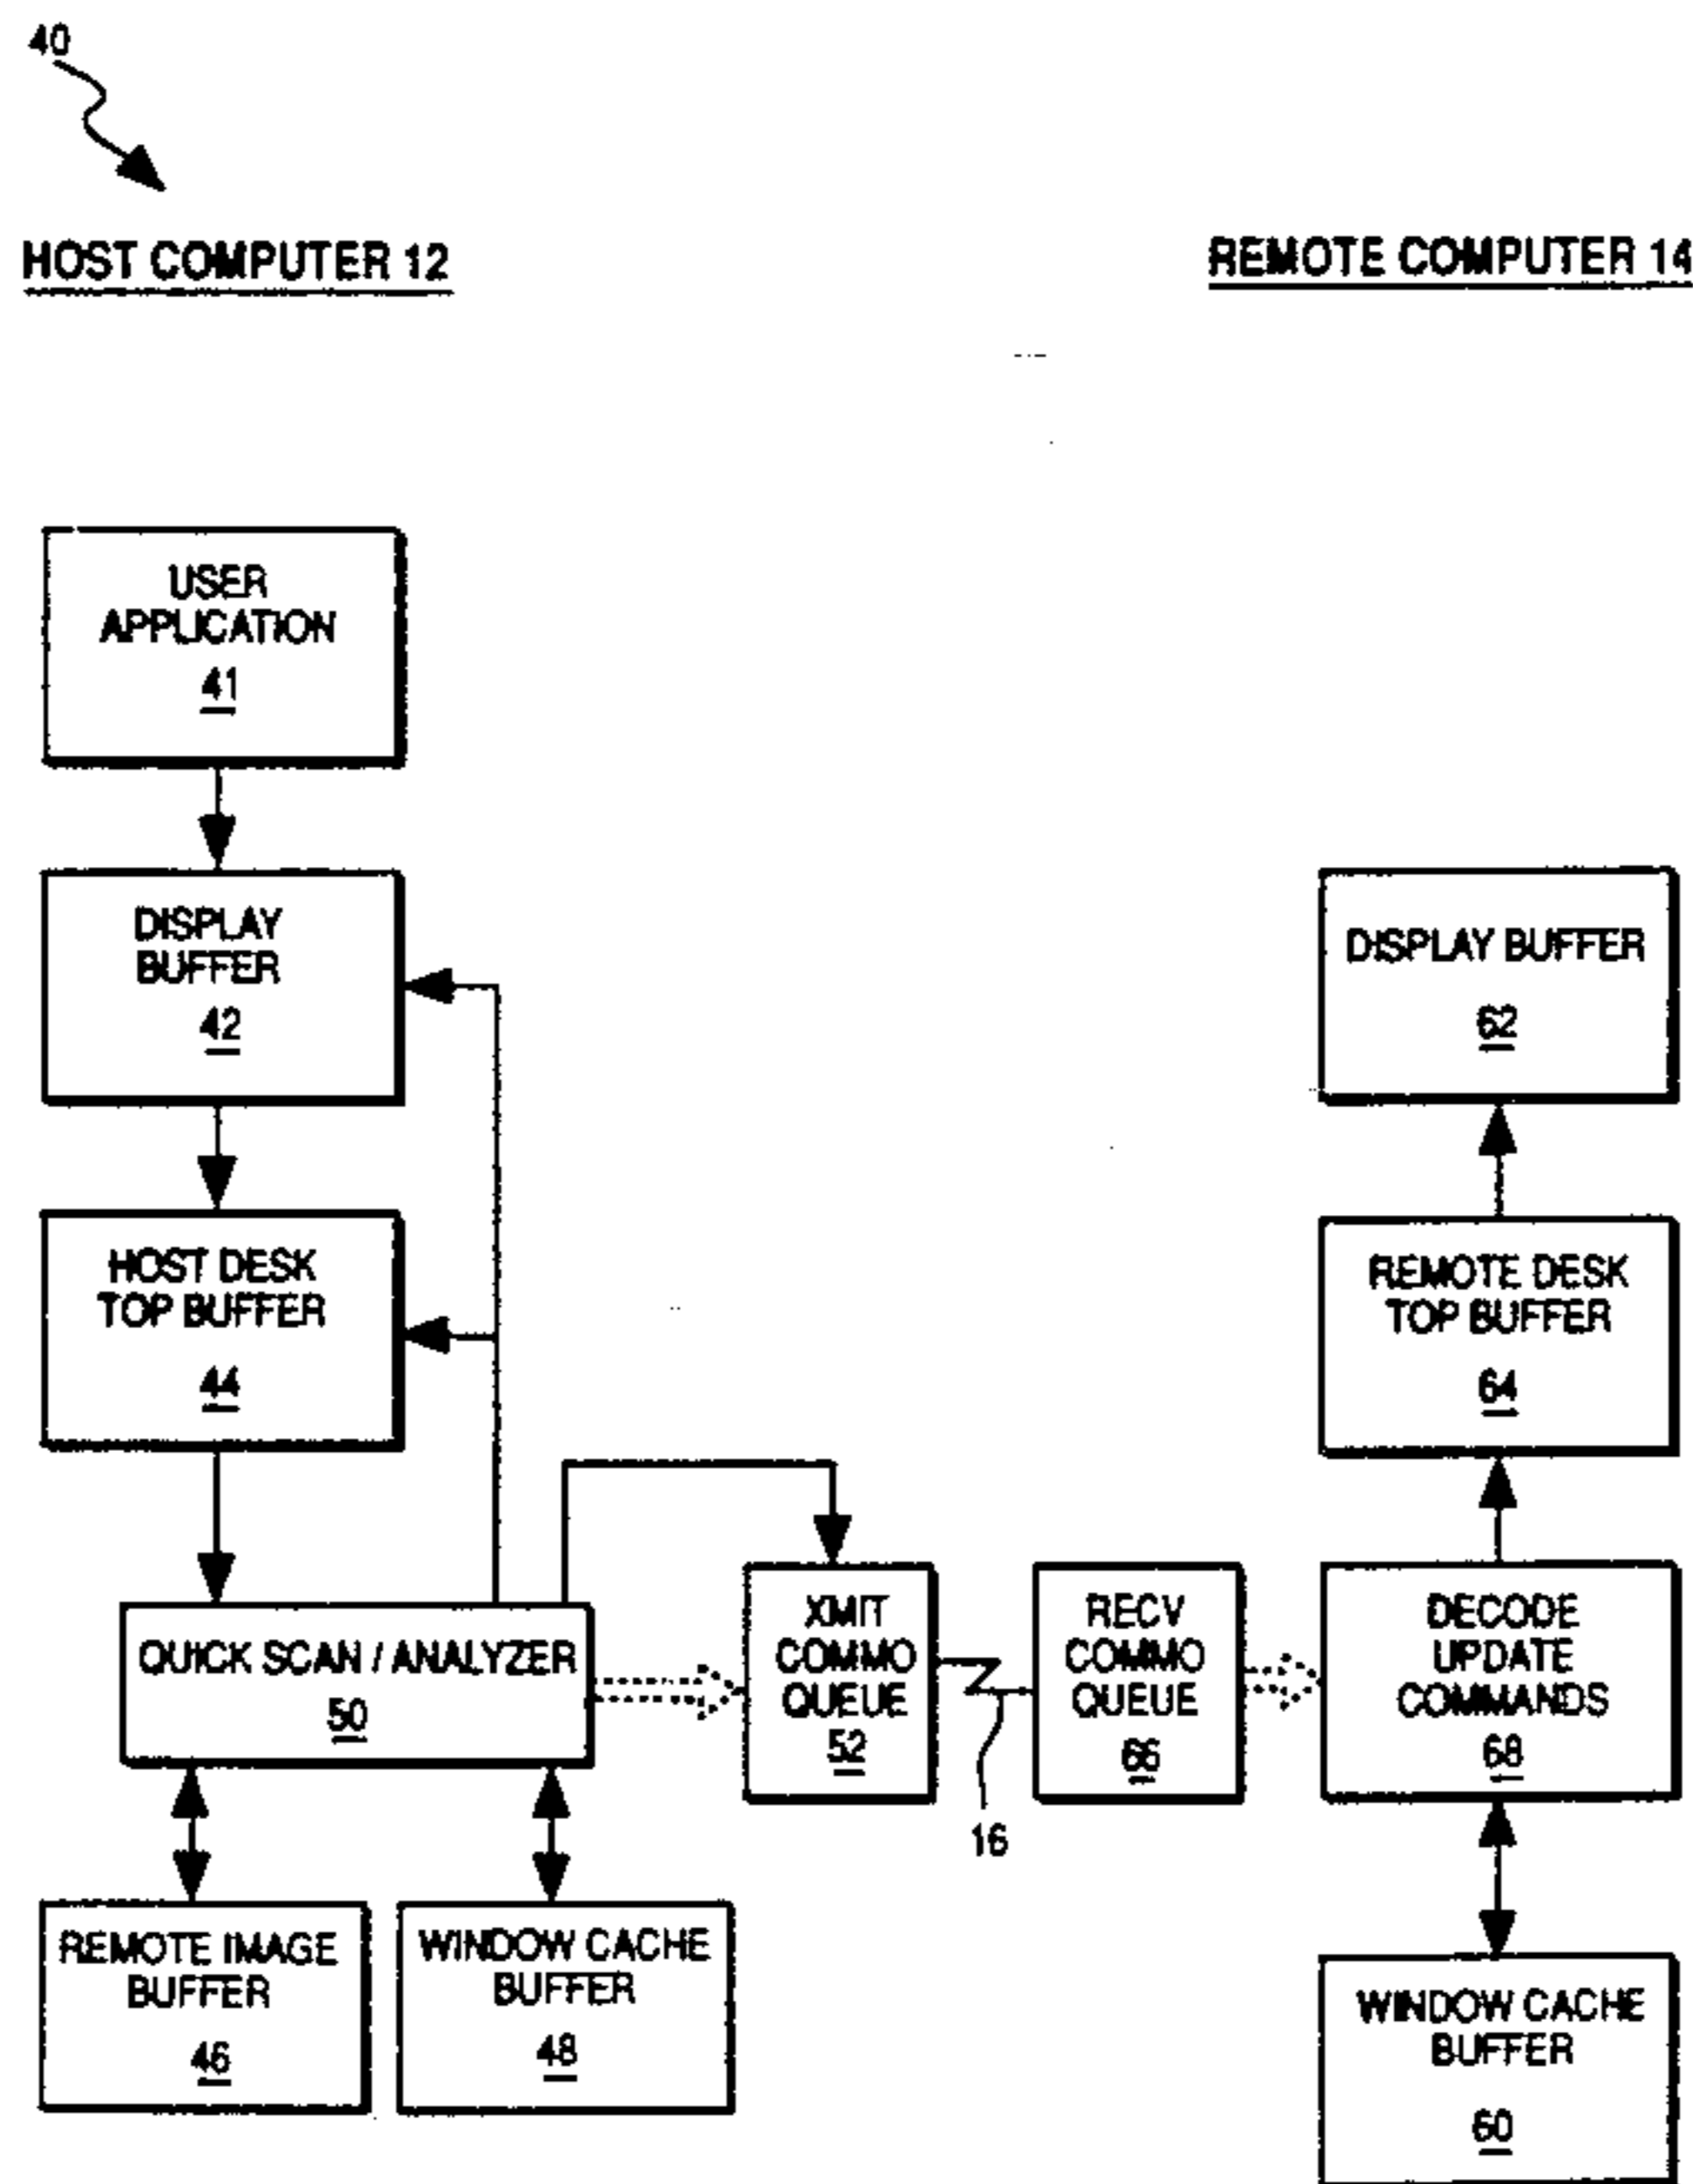 40
HOST COMPUTER 12
REMOTE COMPUTER 14
USER
APPLICATION
41
DISPLAY
BUFFER
42
DISPLAY BUFFER
62
HOST DESK
TOP BUFFER
44
REMOTE DESK
TOP BUFFER
64
QUICK SCAN / ANALYZER
50
XMIT
COMMO
QUEUE
52
RECV
COMMO
QUEUE
66
DECODE
UPDATE
COMMANDS
68
16
REMOTE IMAGE
BUFFER
46
WINDOW CACHE
BUFFER
48
WINDOW CACHE
BUFFER
60